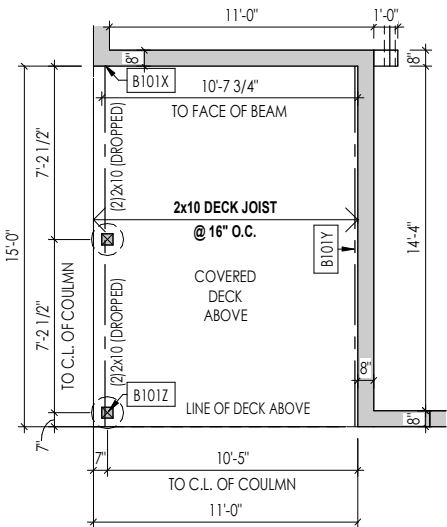 11'-0"
1'-0"
8"
8"
B101X
10'-7 3/4"
TO FACE OF BEAM
(2)2x10 (DROPPED)
7'-2 1/2"
15'-0"
2x10 DECK JOIST
@ 16" O.C.
B101Y
14'-4"
COVERED
DECK
ABOVE
7'-2 1/2"
TO C.L. OF COULMN
(2)2x10 (DROPPED)
8"
B101Z
LINE OF DECK ABOVE
8"
7"
7"
10'-5"
TO C.L. OF COULMN
11'-0"